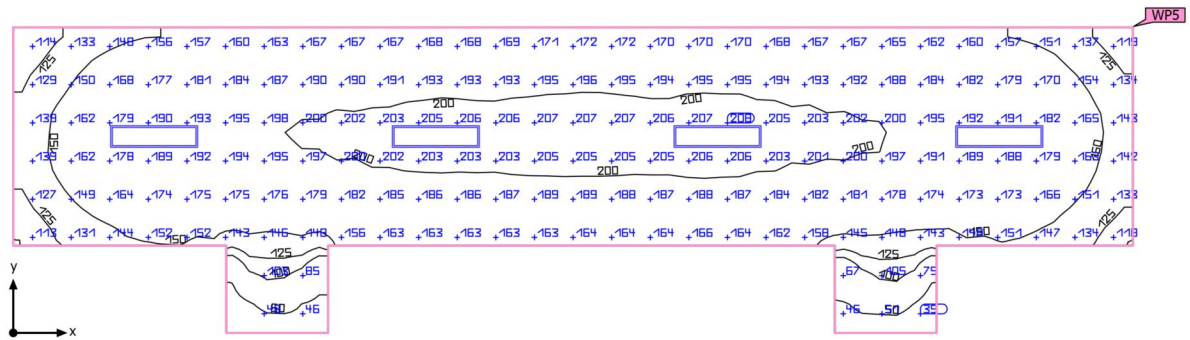 WP5
+114 +133 +148 +156 +157 +160 +163 +167 +167 +167 +168 +168 +169 +171 +172 +172 +170 +170 +170 +168 +167 +167 +165 +162 +160 +157 +151 +137 +119
125 125
+129 +150 +168 +177 +181 +184 +187 +190 +190 +191 +193 +193 +193 +195 +196 +195 +194 +195 +195 +194 +193 +192 +188 +184 +182 +179 +170 +154 +134
200 200
+139 +162 +179 +190 +193 +195 +198 +200 +202 +203 +205 +206 +206 +207 +207 +207 +206 +207 +208 +205 +203 +202 +200 +195 +191 +190 +182 +165 +143
150 200 200 150
+162 +178 +189 +192 +194 +195 +197 +202 +203 +203 +203 +205 +205 +205 +205 +206 +206 +203 +201 +200 +197 +191 +189 +188 +179 +142
200
+127 +149 +164 +174 +175 +175 +176 +179 +182 +185 +186 +186 +187 +189 +189 +188 +187 +188 +187 +184 +182 +181 +178 +174 +173 +173 +166 +151 +133
125 125
+113 +131 +144 +152 +152 +143 +146 +148 +156 +163 +163 +163 +163 +163 +164 +164 +164 +166 +164 +162 +158 +145 +148 +143 +151 +147 +134 +118
150 150
125 125
+85 +67 +105
100
y
+46 +46 +35
50
x